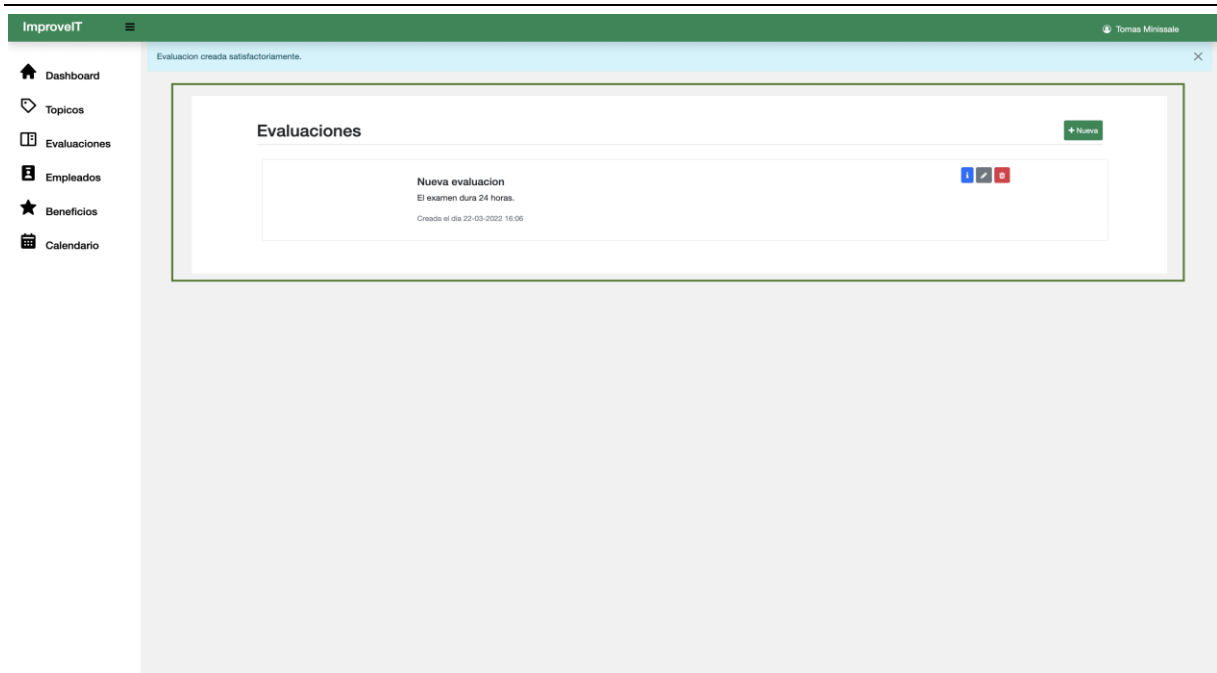 ImproveIT
Tomas Minissale
Evaluacion creada satisfactoriamente.
Dashboard
Topicos
Evaluaciones
Empleados
Beneficios
Calendario
Evaluaciones
+ Nueva
Nueva evaluacion
El examen dura 24 horas.
Creada el dia 22-03-2022 16:06